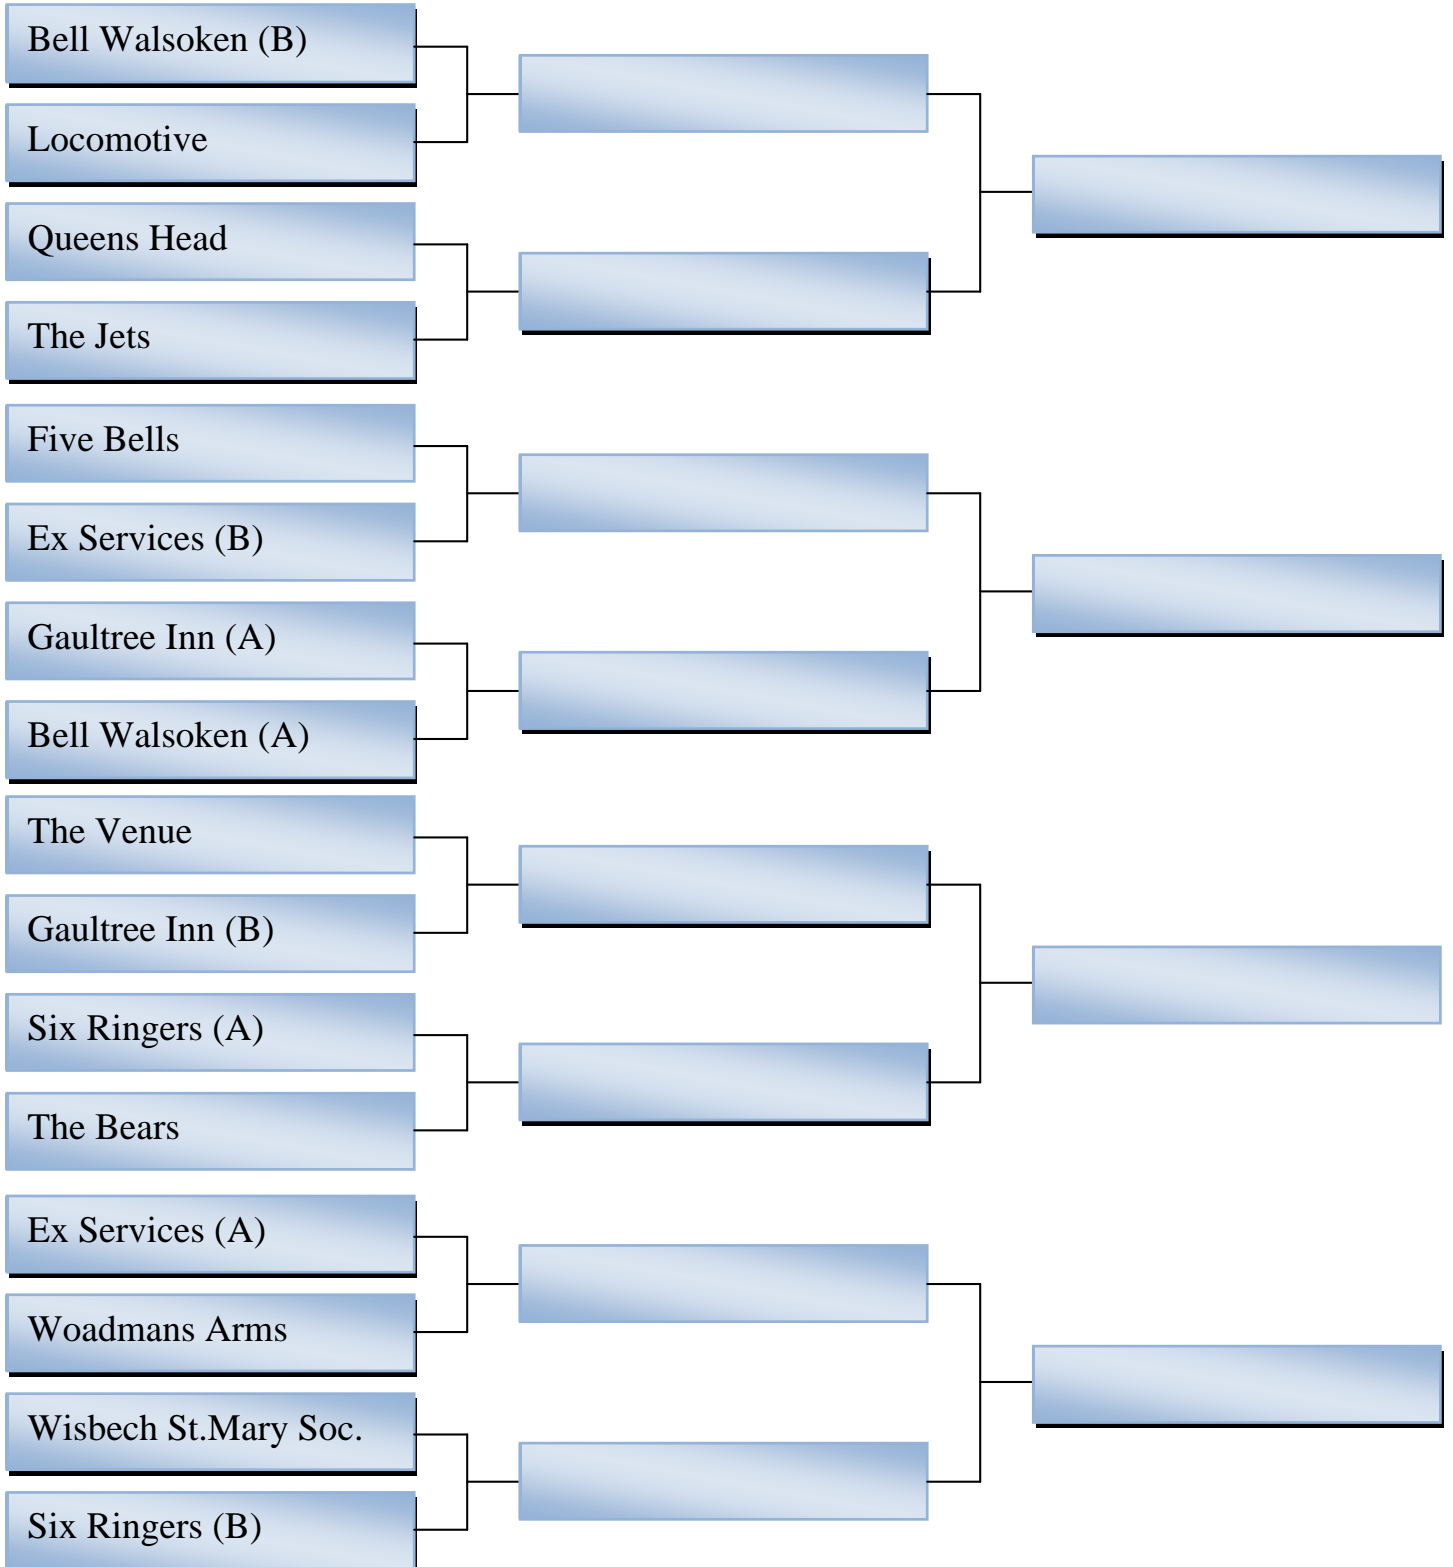 Bell Walsoken (B)
Locomotive
Queens Head
The Jets
Five Bells
Ex Services (B)
Gaultree Inn (A)
Bell Walsoken (A)
The Venue
Gaultree Inn (B)
Six Ringers (A)
The Bears
Ex Services (A)
Woadmans Arms
Wisbech St.Mary Soc.
Six Ringers (B)